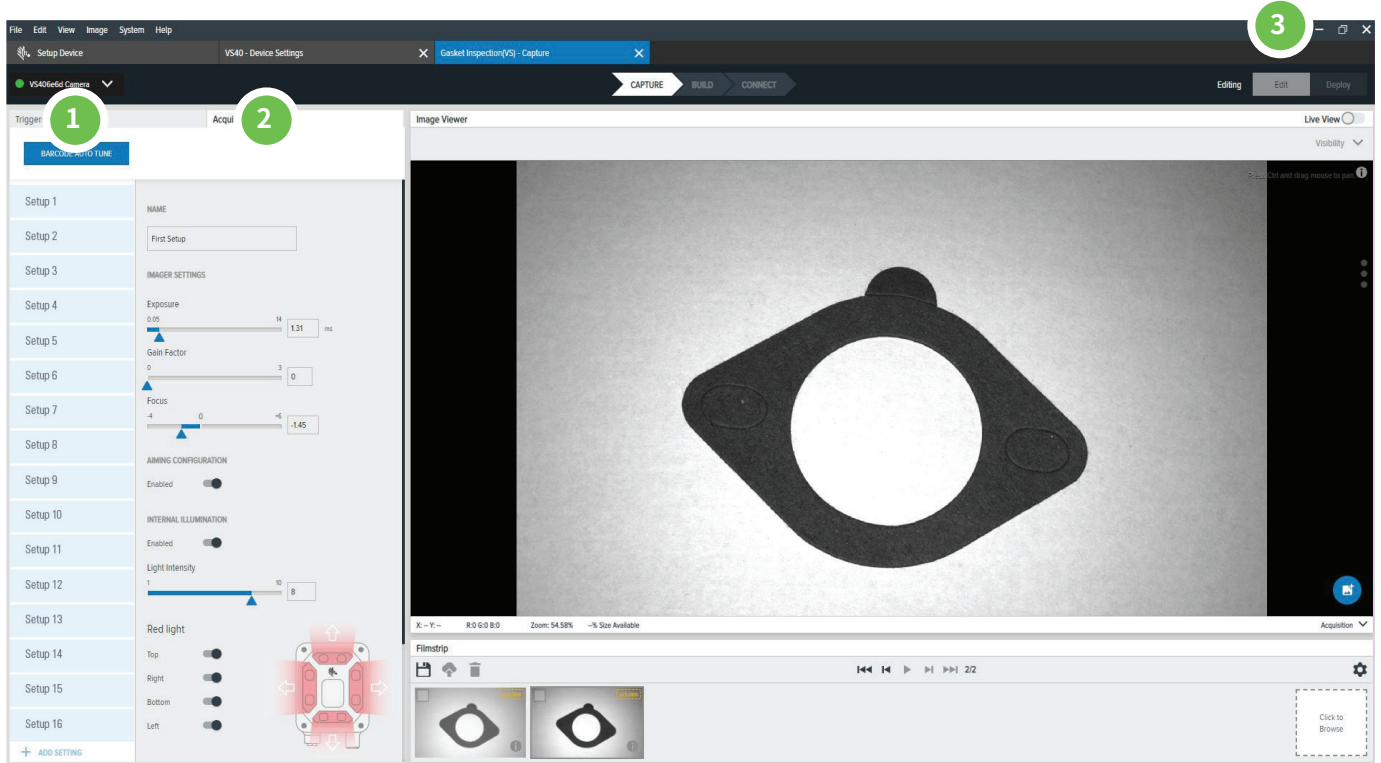 File Edit View Image System Help
3
Setup Device
VS40 - Device Settings
Gasket Inspection(VS) - Capture
VS406e6d Camera
CAPTURE BUILD CONNECT
Editing
Edit
Deploy
Trigger
1
Acqui
2
BARCODE AUTO TUNE
Setup 1
Setup 2
Setup 3
Setup 4
Setup 5
Setup 6
Setup 7
Setup 8
Setup 9
Setup 10
Setup 11
Setup 12
Setup 13
Setup 14
Setup 15
Setup 16
+ ADD SETTING
NAME
First Setup
IMAGER SETTINGS
Exposure
0.05 14
1.31 ms
Gain Factor
0 3
0
Focus
-4 0 +6
-1.45
AIMING CONFIGURATION
Enabled
INTERNAL ILLUMINATION
Enabled
Light Intensity
1 10
8
Red light
Top
Right
Bottom
Left
Image Viewer
Live View
Visibility
Press Ctrl and drag mouse to pan
X: -- Y: -- R:0 G:0 B:0 Zoom: 54.58% --% Size Available
Acquisition
Filmstrip
2/2
Click to
Browse